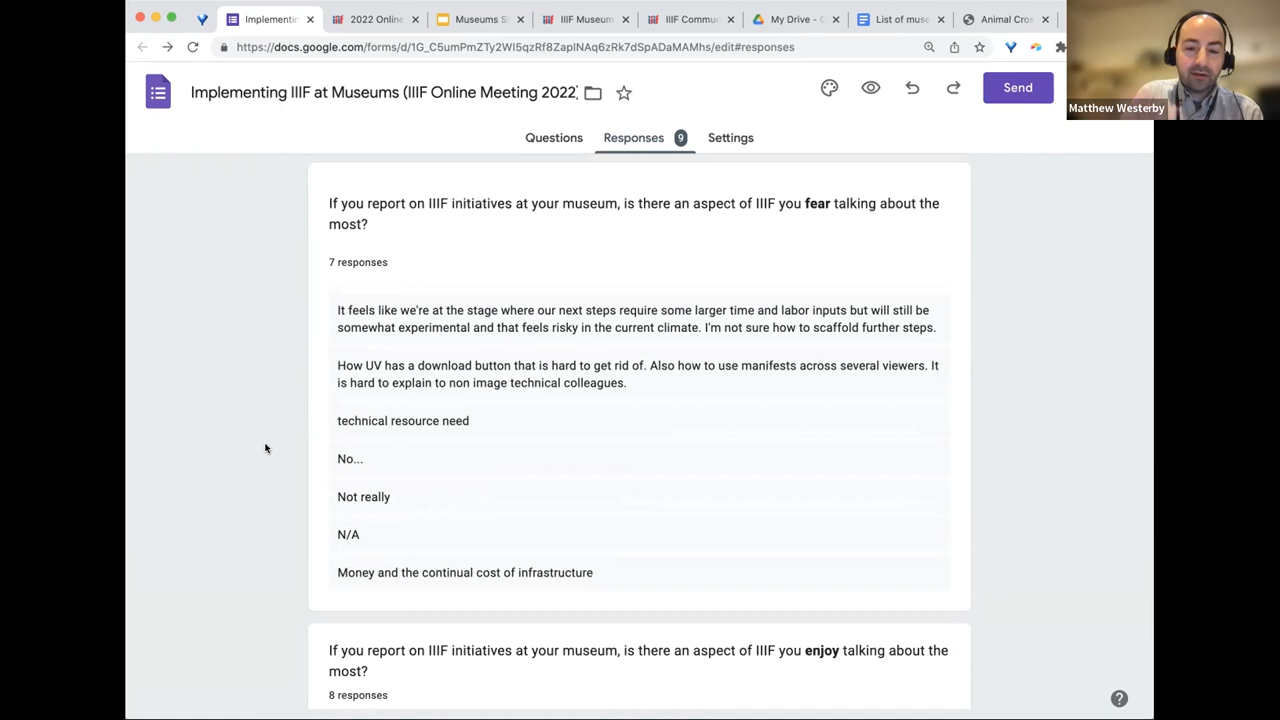 Implementin
2022 Online
Museums Si
IIIF Museum
IIIF Commu
My Drive - G
List of muse
Animal Cros
https://docs.google.com/forms/d/1G_C5umPmZTy2WI5qzRf8ZaplNAq6zRk7dSpADaMAMhs/edit#responses
Implementing IIIF at Museums (IIIF Online Meeting 2022)
Send
Matthew Westerby
Questions
Responses
9
Settings
If you report on IIIF initiatives at your museum, is there an aspect of IIIF you fear talking about the
most?
7 responses
It feels like we're at the stage where our next steps require some larger time and labor inputs but will still be
somewhat experimental and that feels risky in the current climate. I'm not sure how to scaffold further steps.
How UV has a download button that is hard to get rid of. Also how to use manifests across several viewers. It
is hard to explain to non image technical colleagues.
technical resource need
No...
Not really
N/A
Money and the continual cost of infrastructure
If you report on IIIF initiatives at your museum, is there an aspect of IIIF you enjoy talking about the
most?
8 responses